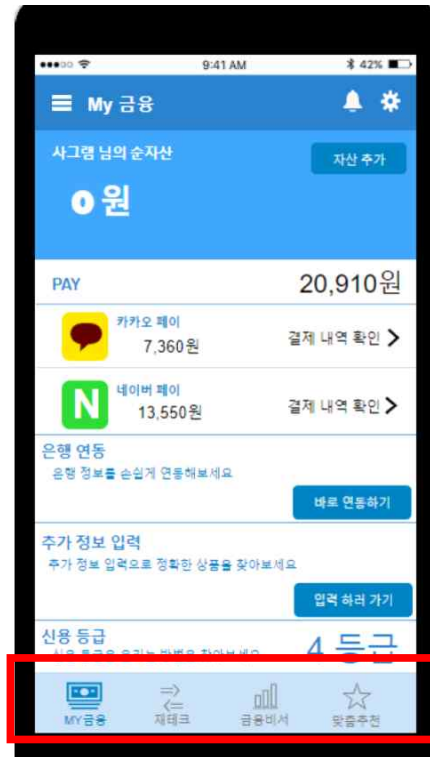 9:41 AM
42%
My 금융
사그램 님의 순자산
자산 추가
0 원
PAY
20,910원
카카오 페이
7,360원
결제 내역 확인
N
네이버 페이
13,550원
결제 내역 확인
은행 연동
은행 정보를 손쉽게 연동해보세요
바로 연동하기
추가 정보 입력
추가 정보 입력으로 정확한 상품을 찾아보세요
입력 하러 가기
신용 등급
4 등급
MY금융
재테크
금융비서
맞춤추천